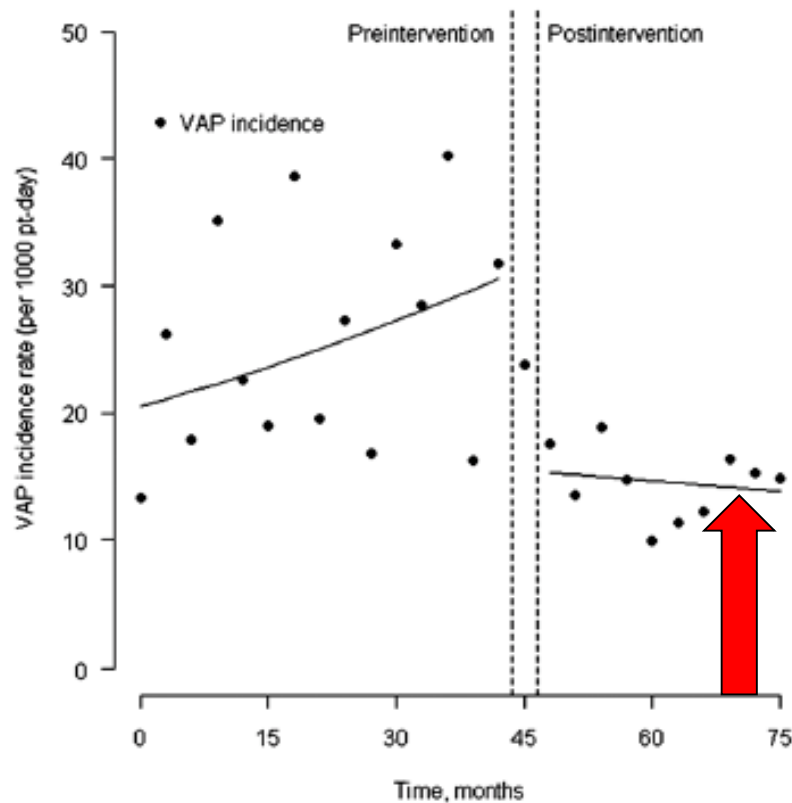 50
Preintervention
Postintervention
VAP incidence
40
30
20
10
0
VAP incidence rate (per 1000 pt-day)
0 15 30 45 60 75
Time, months